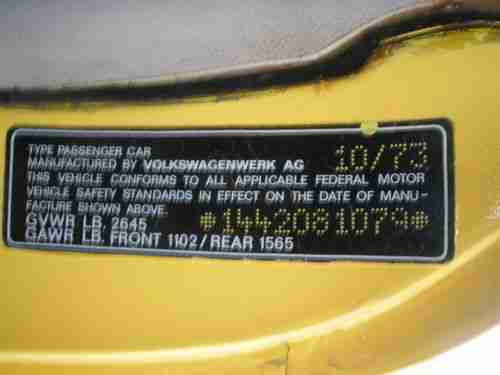 TYPE PASSENGER CAR 10/73
MANUFACTURED BY VOLKSWAGENWERK AG
THIS VEHICLE CONFORMS TO ALL APPLICABLE FEDERAL MOTOR
VEHICLE SAFETY STANDARDS IN EFFECT ON THE DATE OF MANU-
FACTURE SHOWN ABOVE.
GVWR LB. 2645 *1442081079*
GAWR LB. FRONT 1102/REAR 1565